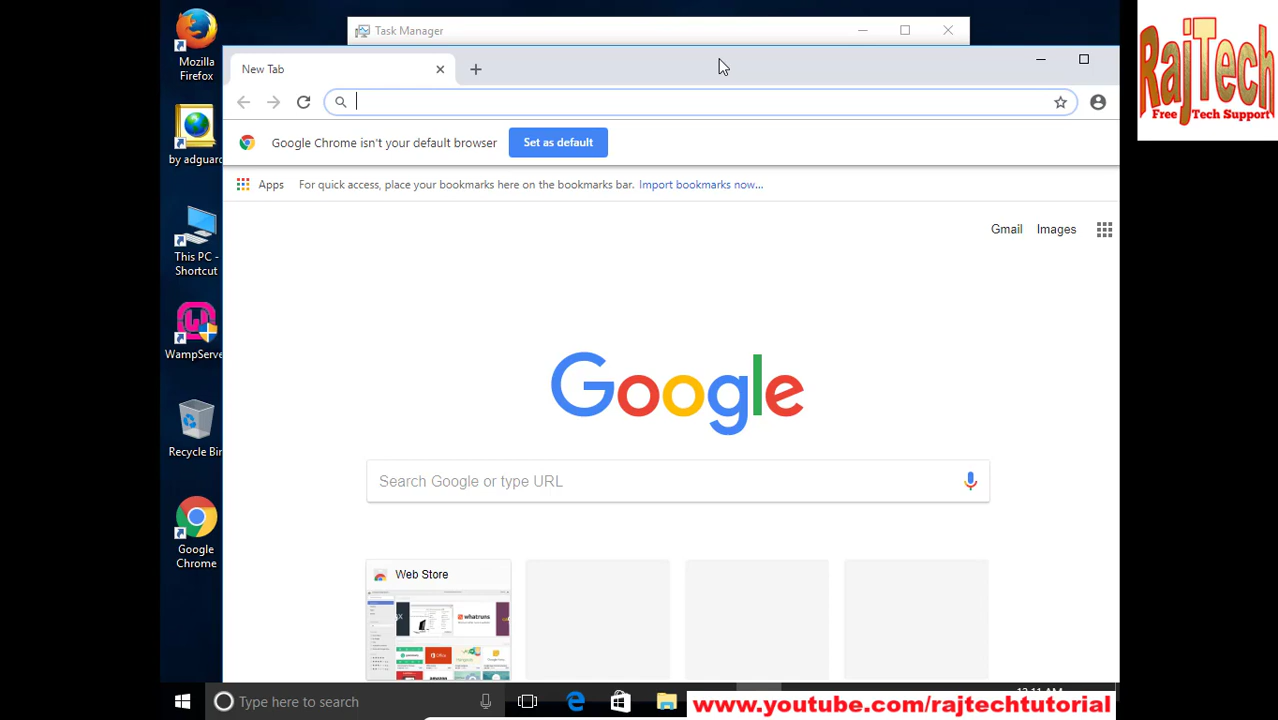 Mozilla
Firefox
by adguard
This PC -
Shortcut
WampServe
Recycle Bin
Google
Chrome
Task Manager
New Tab
Google Chrome isn't your default browser
Set as default
Apps
For quick access, place your bookmarks here on the bookmarks bar. Import bookmarks now...
Gmail
Images
Google
Search Google or type URL
Web Store
whatruns
Office
Type here to search
www.youtube.com/rajtechtutorial
RajTech
Free Tech Support